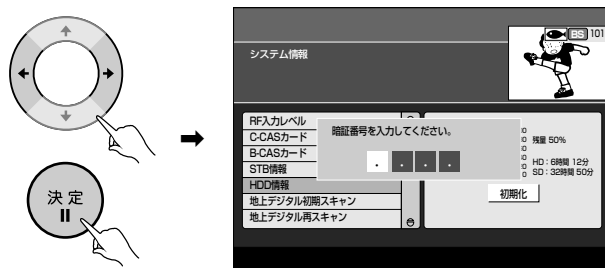 決定
システム情報
BS 101
RF入力レベル
C-CASカード
B-CASカード
STB情報
HDD情報
地上デジタル初期スキャン
地上デジタル再スキャン
暗証番号を入力してください。
残量 50%
HD：6時間 12分
SD：32時間 50分
初期化